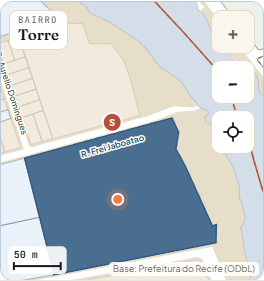 BAIRRO
Torre
+
-
S
R. Frei Jaboatao
Aurelio Domingues
50 m
Base: Prefeitura do Recife (ODbL)